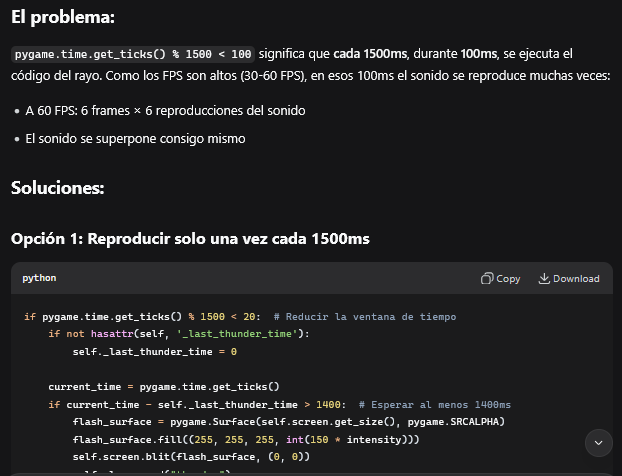 El problema:
pygame.time.get_ticks() % 1500 < 100 significa que cada 1500ms, durante 100ms, se ejecuta el
código del rayo. Como los FPS son altos (30-60 FPS), en esos 100ms el sonido se reproduce muchas veces:
• A 60 FPS: 6 frames × 6 reproducciones del sonido
• El sonido se superpone consigo mismo
Soluciones:
Opción 1: Reproducir solo una vez cada 1500ms
python Copy Download
if pygame.time.get_ticks() % 1500 < 20:  # Reducir la ventana de tiempo
    if not hasattr(self, '_last_thunder_time'):
        self._last_thunder_time = 0
    current_time = pygame.time.get_ticks()
    if current_time - self._last_thunder_time > 1400:  # Esperar al menos 1400ms
        flash_surface = pygame.Surface(self.screen.get_size(), pygame.SRCALPHA)
        flash_surface.fill((255, 255, 255, int(150 * intensity)))
        self.screen.blit(flash_surface, (0, 0))